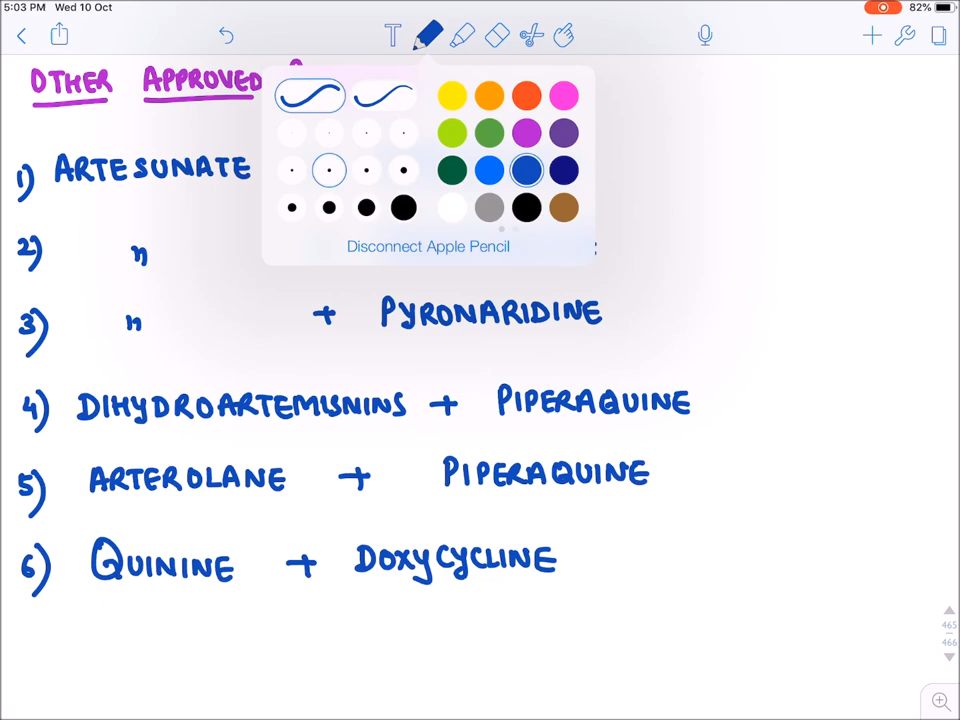 5:03 PM Wed 10 Oct 82%
OTHER APPROVED
1) ARTESUNATE
2) "
Disconnect Apple Pencil
3) " + PYRONARIDINE
4) DIHYDROARTEMISNINS + PIPERAQUINE
5) ARTEROLANE + PIPERAQUINE
6) QUININE + DOXYCYCLINE
465
466